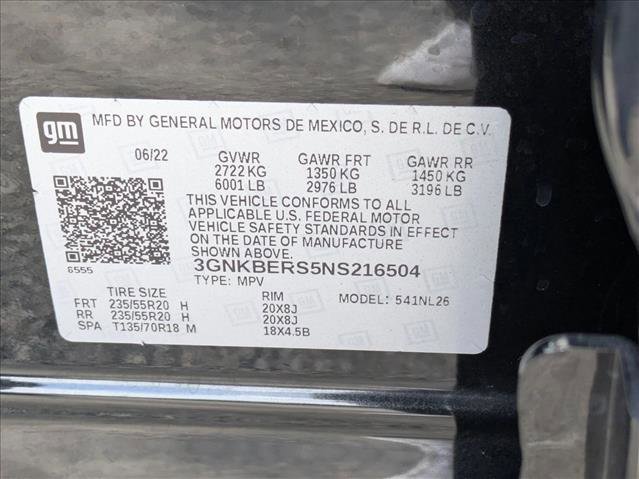 gm MFD BY GENERAL MOTORS DE MEXICO, S. DE R.L. DE C.V.
06/22 GVWR GAWR FRT GAWR RR
2722 KG 1350 KG 1450 KG
6001 LB 2976 LB 3196 LB
THIS VEHICLE CONFORMS TO ALL
APPLICABLE U.S. FEDERAL MOTOR
VEHICLE SAFETY STANDARDS IN EFFECT
ON THE DATE OF MANUFACTURE
SHOWN ABOVE.
3GNKBERS5NS216504
6555 TYPE: MPV MODEL: 541NL26
TIRE SIZE RIM
FRT 235/55R20 H 20X8J
RR 235/55R20 H 20X8J
SPA T135/70R18 M 18X4.5B